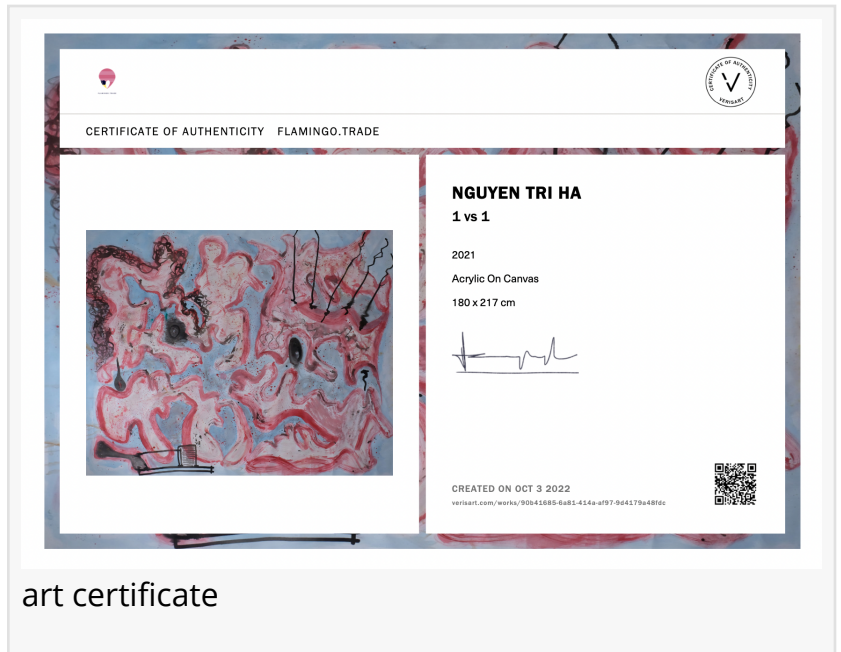 CERTIFICATE OF AUTHENTICITY
VERISART
CERTIFICATE OF AUTHENTICITY FLAMINGO.TRADE
NGUYEN TRI HA
1 vs 1
2021
Acrylic On Canvas
180 x 217 cm
CREATED ON OCT 3 2022
verisart.com/works/90b41685-6a81-414a-af97-9d4179a48fdc
art certificate